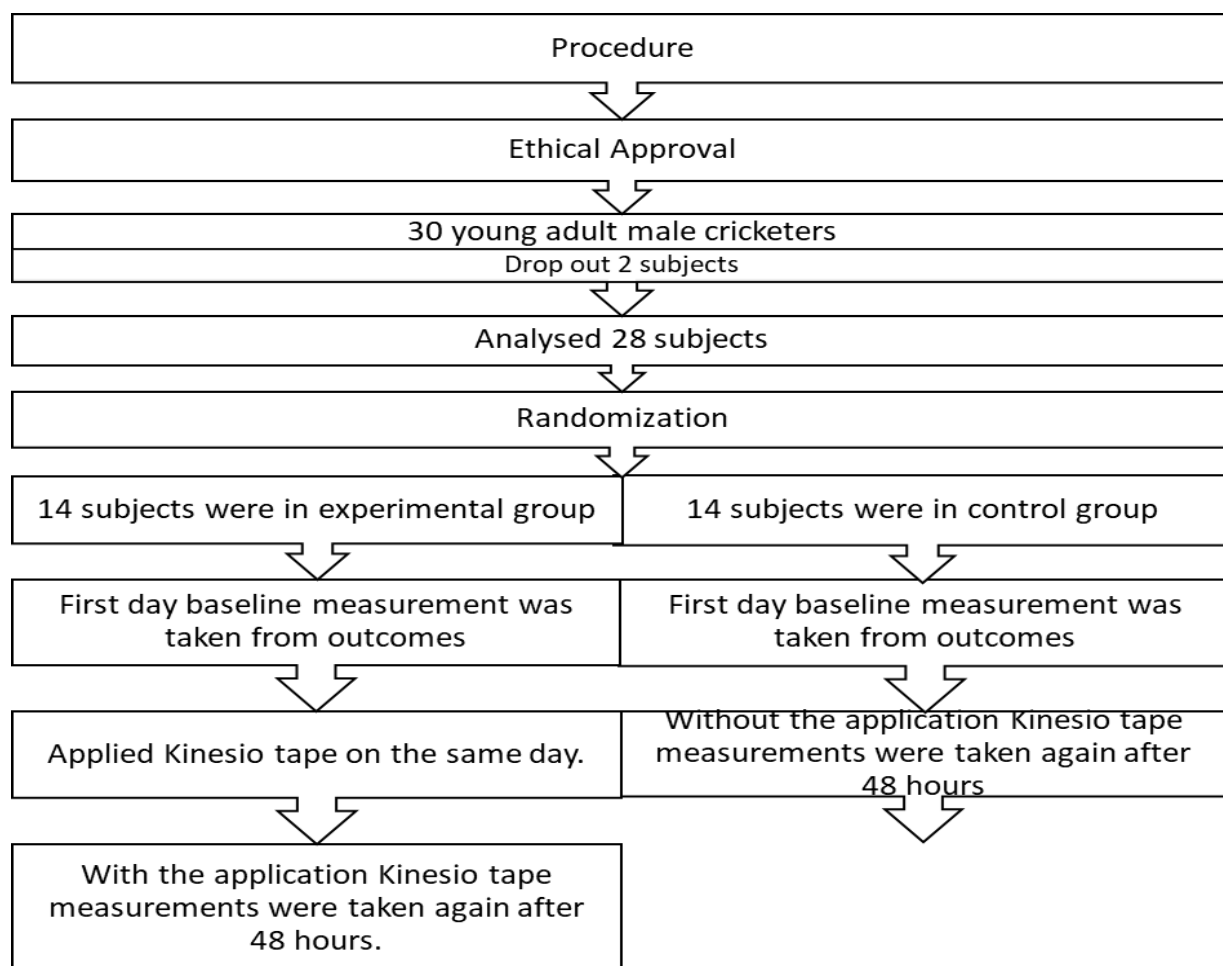 Procedure
Ethical Approval
30 young adult male cricketers
Drop out 2 subjects
Analysed 28 subjects
Randomization
14 subjects were in experimental group
14 subjects were in control group
First day baseline measurement was
taken from outcomes
First day baseline measurement was
taken from outcomes
Applied Kinesio tape on the same day.
Without the application Kinesio tape
measurements were taken again after
48 hours
With the application Kinesio tape
measurements were taken again after
48 hours.